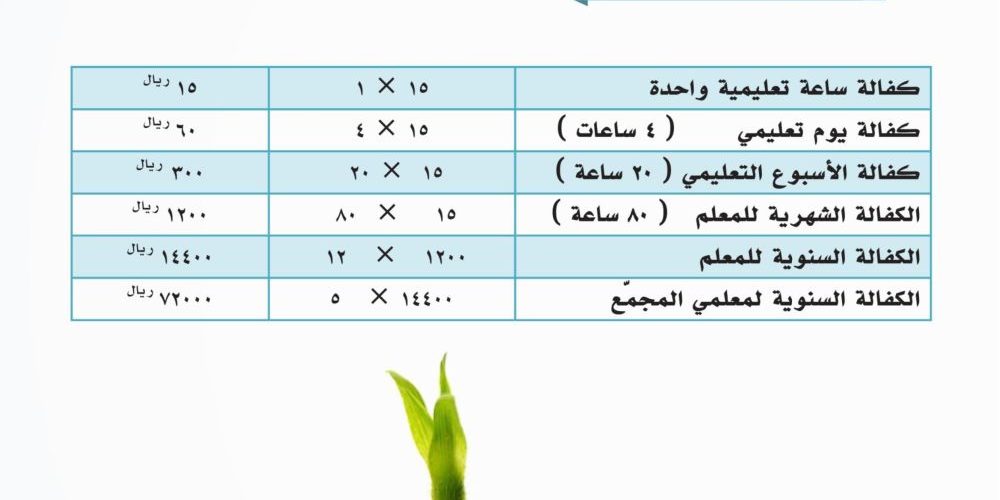 كفالة ساعة تعليمية واحدة ١٥ × ١ ١٥ ريال
كفالة يوم تعليمي ( ٤ ساعات ) ١٥ × ٤ ٦٠ ريال
كفالة الأسبوع التعليمي ( ٢٠ ساعة ) ١٥ × ٢٠ ٣٠٠ ريال
الكفالة الشهرية للمعلم ( ٨٠ ساعة ) ١٥ × ٨٠ ١٢٠٠ ريال
الكفالة السنوية للمعلم ١٢٠٠ × ١٢ ١٤٤٠٠ ريال
الكفالة السنوية لمعلمي المجمّع ١٤٤٠٠ × ٥ ٧٢٠٠٠ ريال